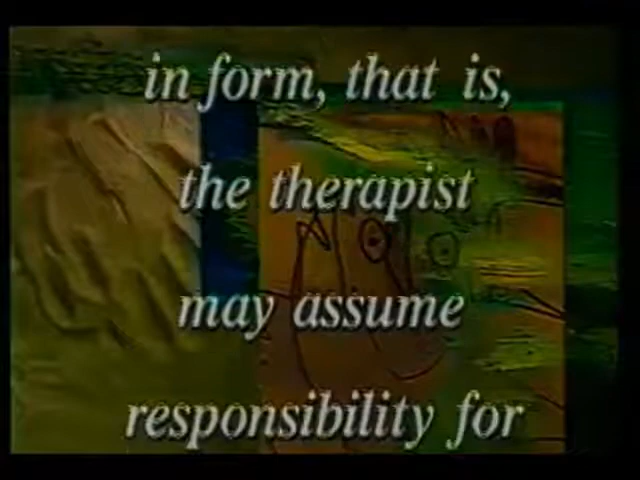 in form, that is,
the therapist
may assume
responsibility for